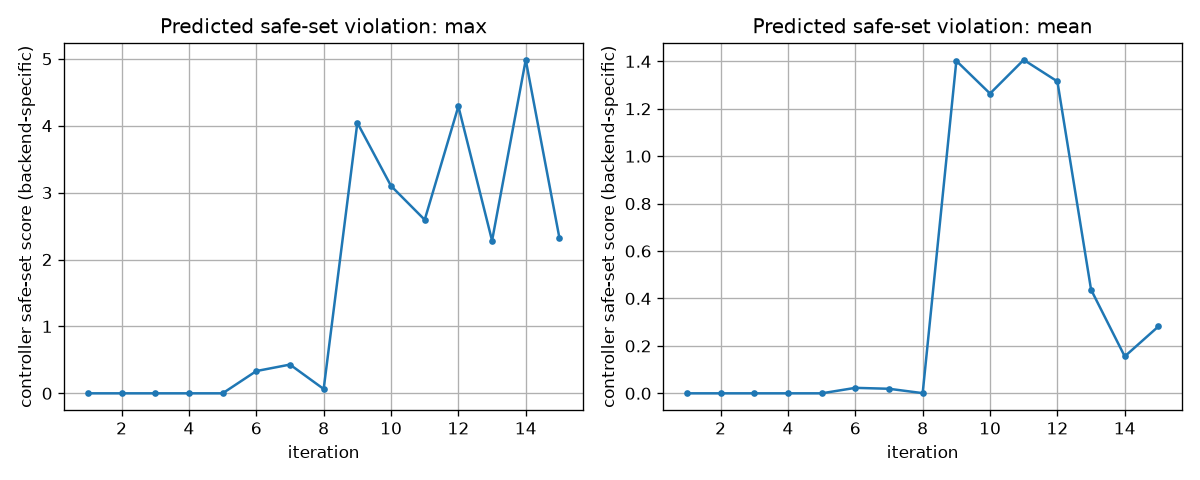 Predicted safe-set violation: max
controller safe-set score (backend-specific)
5
4
3
2
1
0
2 4 6 8 10 12 14
iteration
Predicted safe-set violation: mean
controller safe-set score (backend-specific)
1.4
1.2
1.0
0.8
0.6
0.4
0.2
0.0
2 4 6 8 10 12 14
iteration